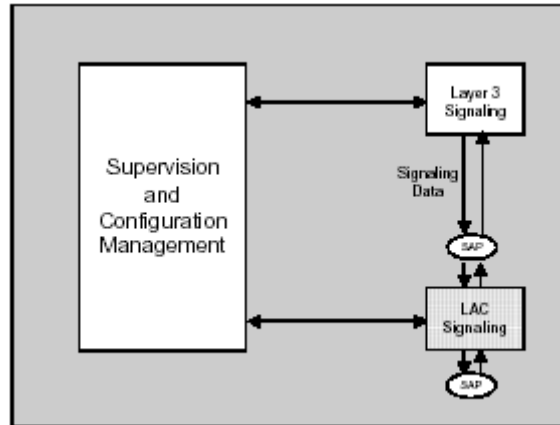 Supervision
and
Configuration
Management
Layer 3
Signaling
Signaling
Data
SAP
LAC
Signaling
SAP